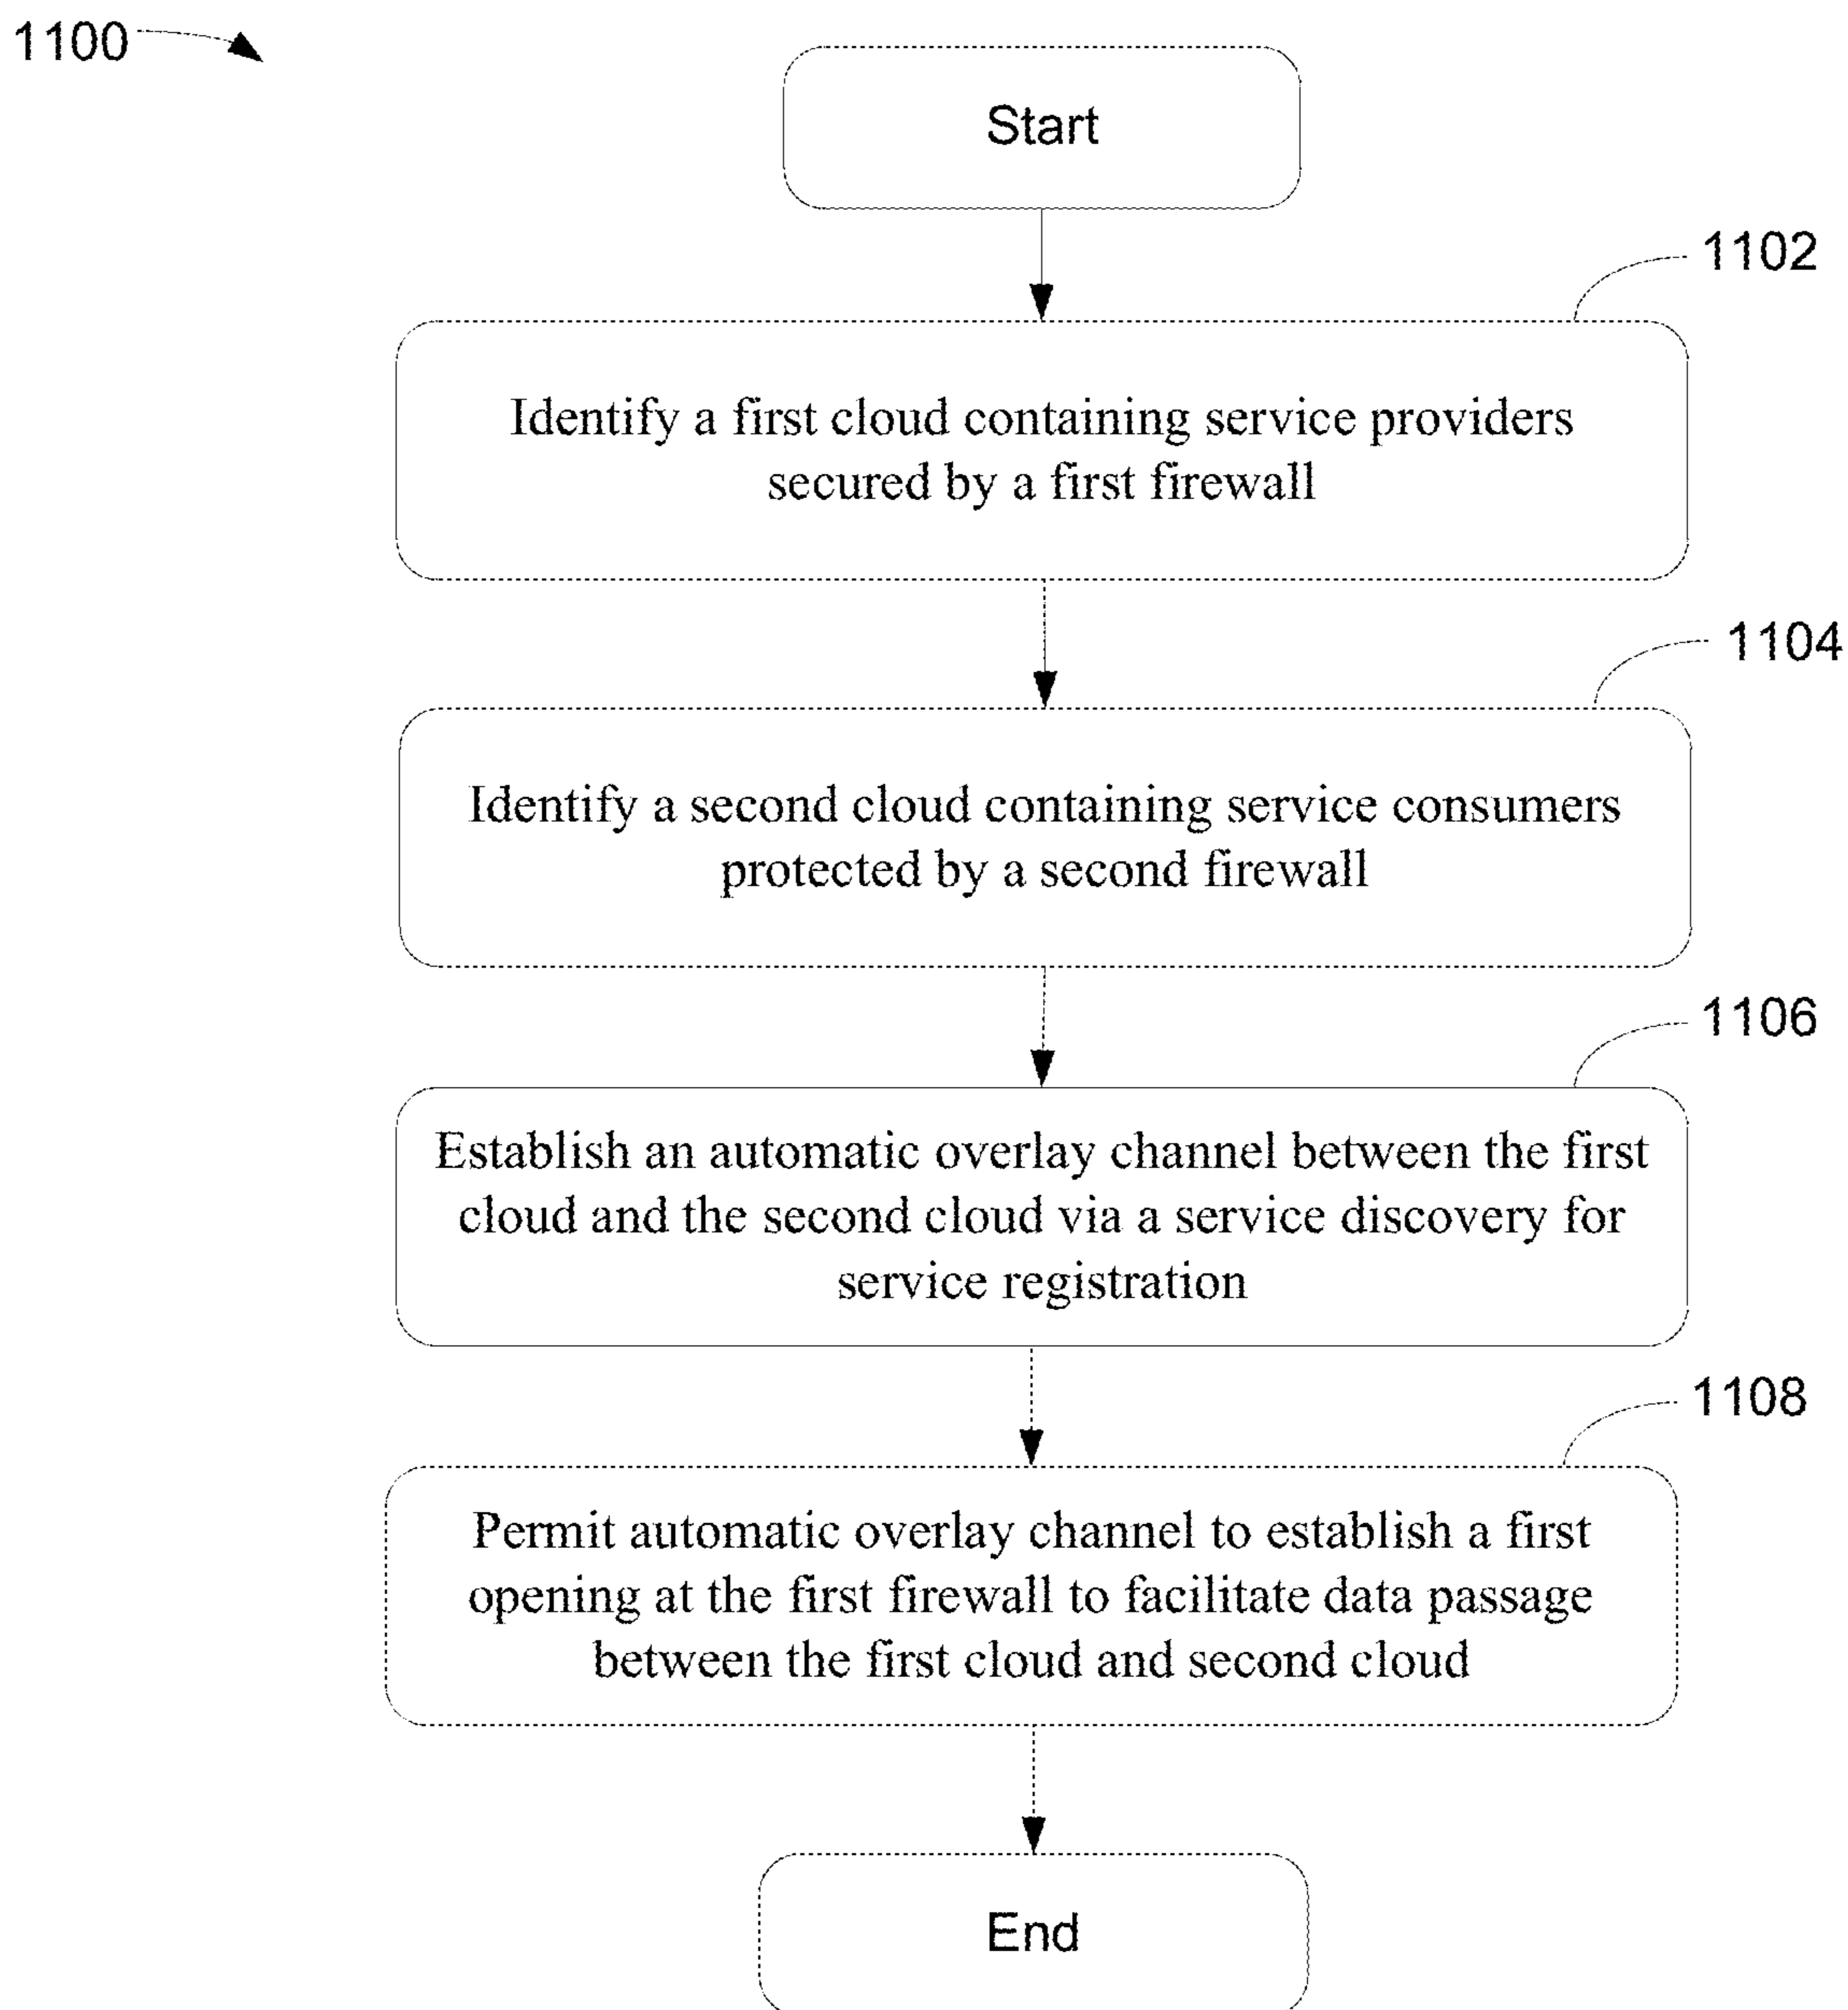 1100
Start
1102
Identify a first cloud containing service providers
secured by a first firewall
1104
Identify a second cloud containing service consumers
protected by a second firewall
1106
Establish an automatic overlay channel between the first
cloud and the second cloud via a service discovery for
service registration
1108
Permit automatic overlay channel to establish a first
opening at the first firewall to facilitate data passage
between the first cloud and second cloud
End